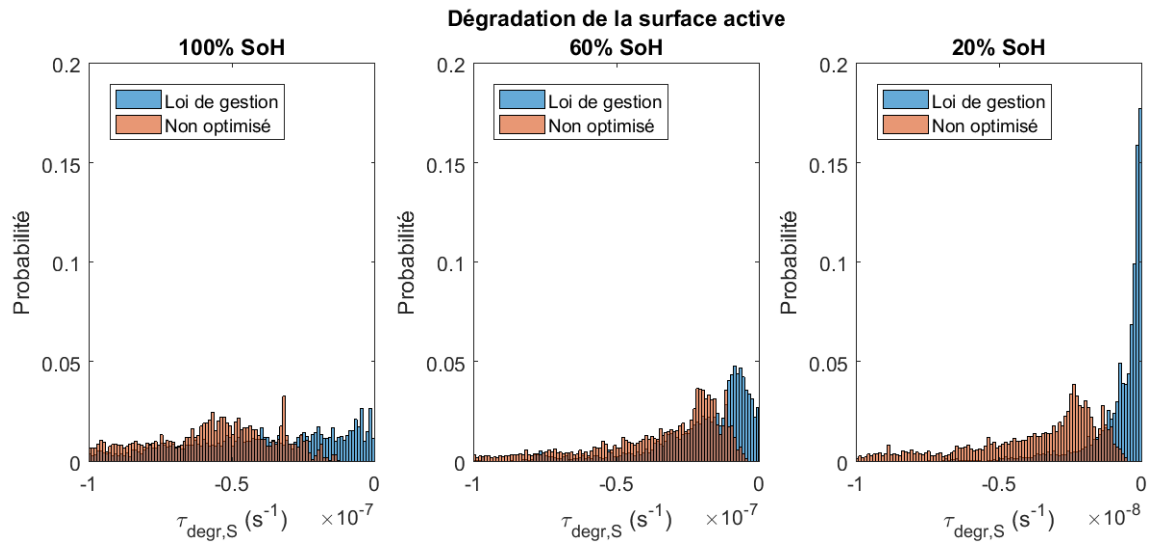 Dégradation de la surface active
100% SoH
0.2
0.15
0.1
0.05
0
Probabilité
Loi de gestion
Non optimisé
-1
-0.5
0
τdegr,S (s-1)
×10-7
60% SoH
0.2
0.15
0.1
0.05
0
Probabilité
Loi de gestion
Non optimisé
-1
-0.5
0
τdegr,S (s-1)
×10-7
20% SoH
0.2
0.15
0.1
0.05
0
Probabilité
Loi de gestion
Non optimisé
-1
-0.5
0
τdegr,S (s-1)
×10-8